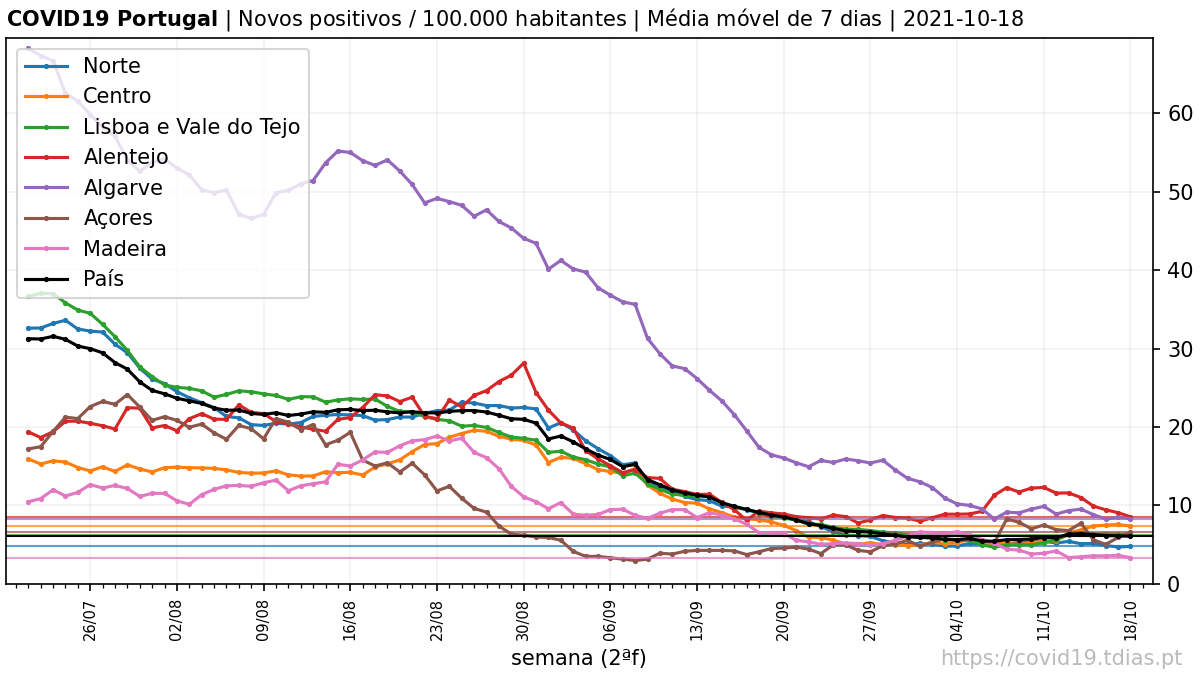 COVID19 Portugal | Novos positivos / 100.000 habitantes | Média móvel de 7 dias | 2021-10-18
Norte
Centro
Lisboa e Vale do Tejo
Alentejo
Algarve
Açores
Madeira
País
60
50
40
30
20
10
0
26/07
02/08
09/08
16/08
23/08
30/08
06/09
13/09
20/09
27/09
04/10
11/10
18/10
semana (2ªf)
https://covid19.tdias.pt